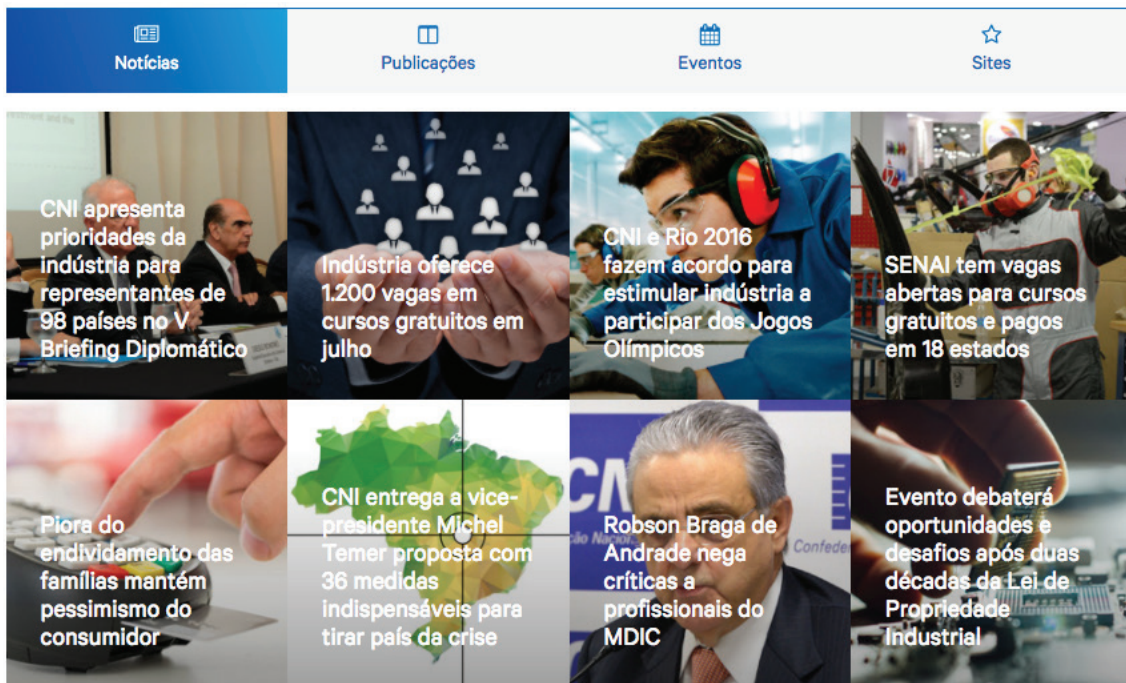 Notícias
Publicações
Eventos
Sites
CNI apresenta
prioridades da
indústria para
representantes de
98 países no V
Briefing Diplomático
Indústria oferece
1.200 vagas em
cursos gratuitos em
julho
CNI e Rio 2016
fazem acordo para
estimular indústria a
participar dos Jogos
Olímpicos
SENAI tem vagas
abertas para cursos
gratuitos e pagos
em 18 estados
Piora do
endividamento das
famílias mantém
pessimismo do
consumidor
CNI entrega a vice-
presidente Michel
Temer proposta com
36 medidas
indispensáveis para
tirar país da crise
Robson Braga de
Andrade nega
críticas a
profissionais do
MDIC
Evento debaterá
oportunidades e
desafios após duas
décadas da Lei de
Propriedade
Industrial